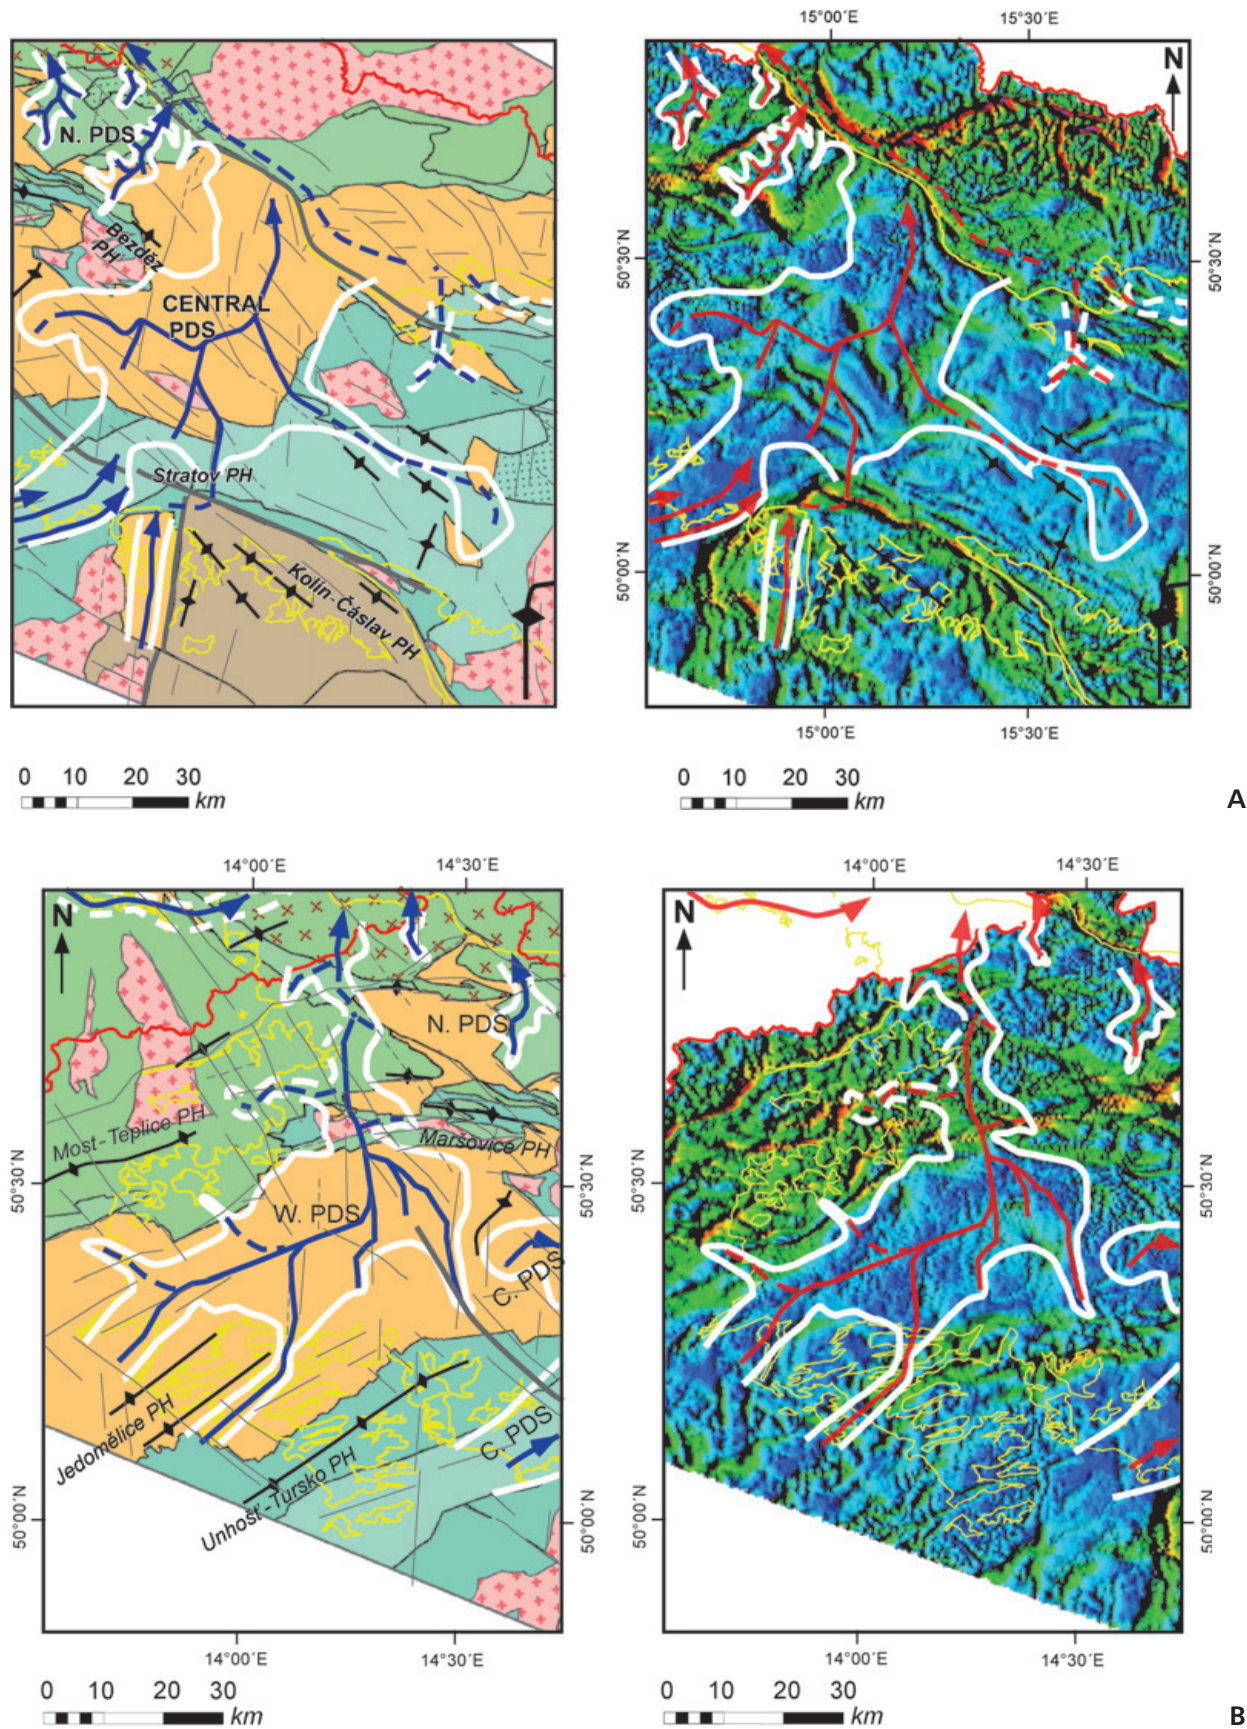 15°00´E 15°30´E
N
N. PDS
Bezděz
PH
CENTRAL
PDS
Stratov PH
Kolín-Čáslav PH
50°30´N
50°30´N
50°00´N
50°00´N
15°00´E 15°30´E
0 10 20 30 km
0 10 20 30 km
A
14°00´E 14°30´E
14°00´E 14°30´E
N
N
N. PDS
Most-Teplice PH
Maršovice PH
W. PDS
C. PDS
C. PDS
Jedomělice PH
Unhošť-Tursko PH
50°30´N
50°30´N
50°30´N
50°00´N
50°00´N
50°00´N
14°00´E 14°30´E
14°00´E 14°30´E
0 10 20 30 km
0 10 20 30 km
B